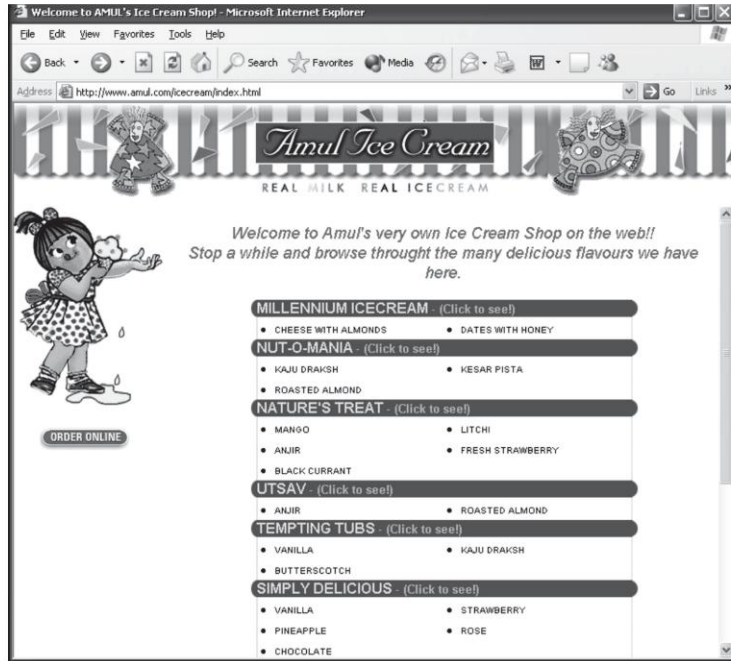 Welcome to AMUL's Ice Cream Shop! - Microsoft Internet Explorer
File Edit View Favorites Tools Help
Back Search Favorites Media
Address http://www.amul.com/icecream/index.html Go Links »
Amul Ice Cream
REAL MILK REAL ICECREAM
Welcome to Amul's very own Ice Cream Shop on the web!!
Stop a while and browse throught the many delicious flavours we have
here.
MILLENNIUM ICECREAM - (Click to see!)
• CHEESE WITH ALMONDS • DATES WITH HONEY
NUT-O-MANIA - (Click to see!)
• KAJU DRAKSH • KESAR PISTA
• ROASTED ALMOND
NATURE'S TREAT - (Click to see!)
• MANGO • LITCHI
• ANJIR • FRESH STRAWBERRY
• BLACK CURRANT
UTSAV - (Click to see!)
• ANJIR • ROASTED ALMOND
TEMPTING TUBS - (Click to see!)
• VANILLA • KAJU DRAKSH
• BUTTERSCOTCH
SIMPLY DELICIOUS - (Click to see!)
• VANILLA • STRAWBERRY
• PINEAPPLE • ROSE
• CHOCOLATE
ORDER ONLINE